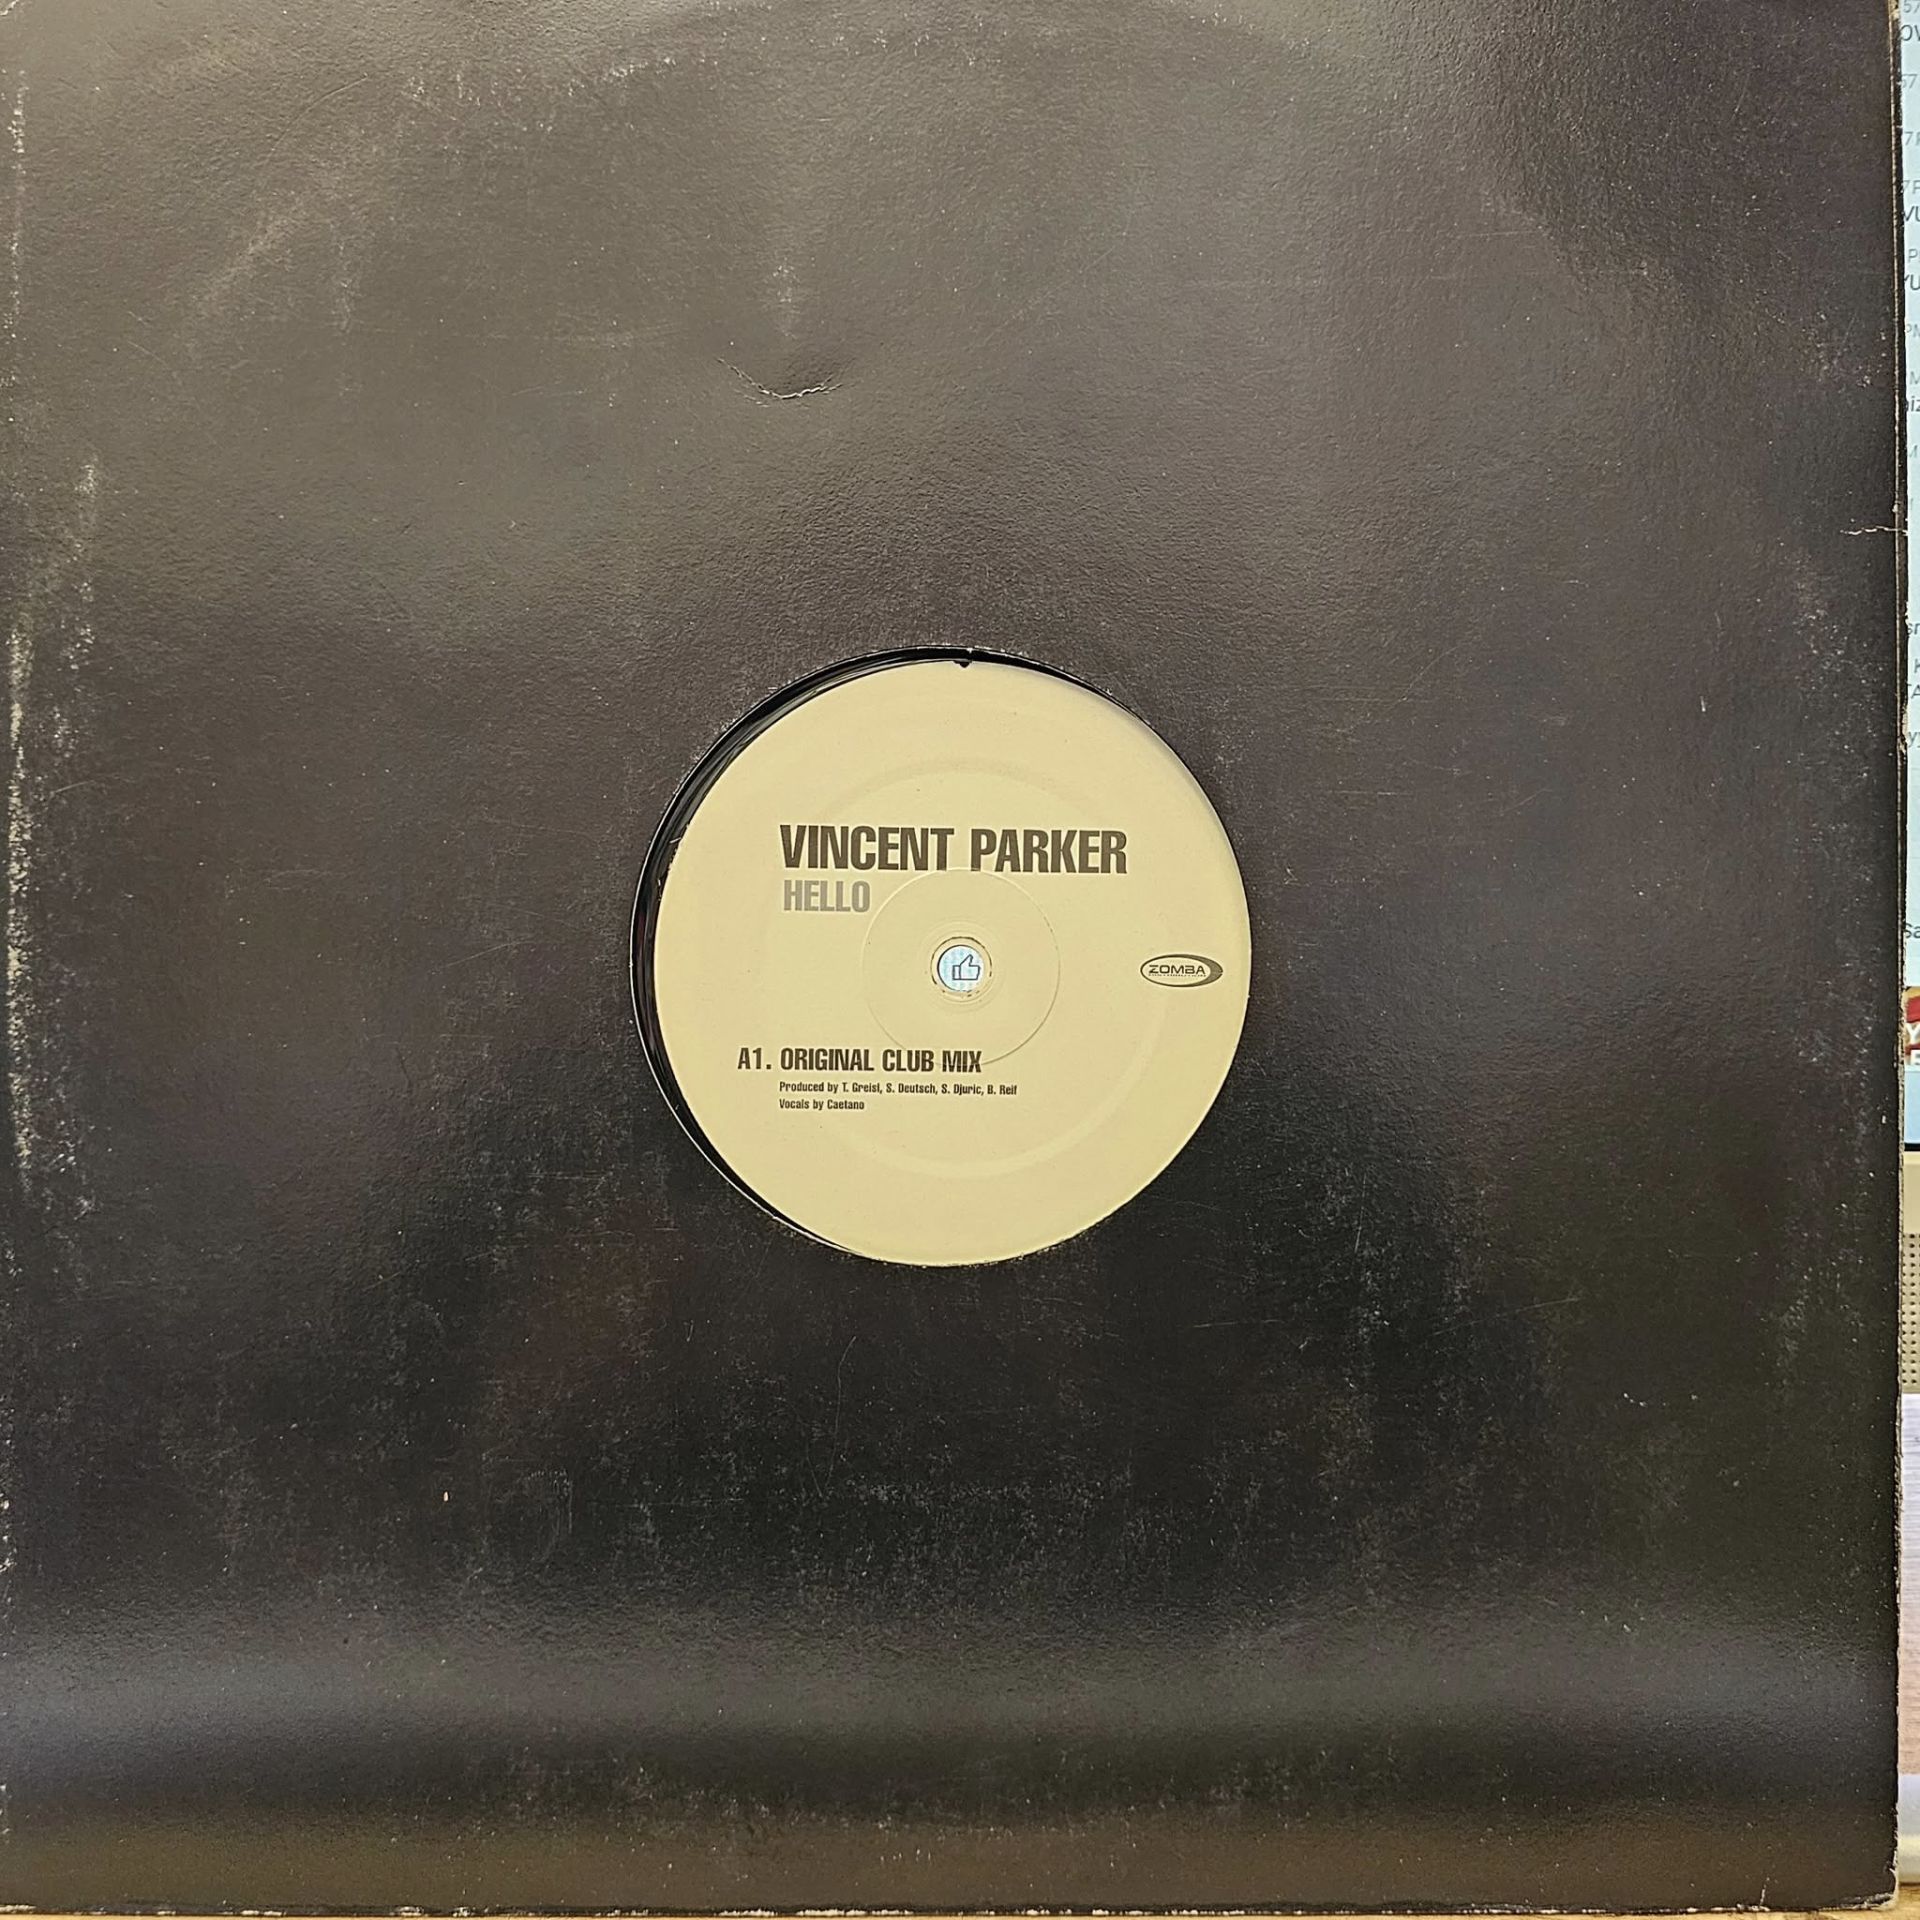 VINCENT PARKER
HELLO
ZOMBA
A1. ORIGINAL CLUB MIX
Produced by T. Greisl, S. Deutsch, S. Djuric, B. Reif
Vocals by Caetano